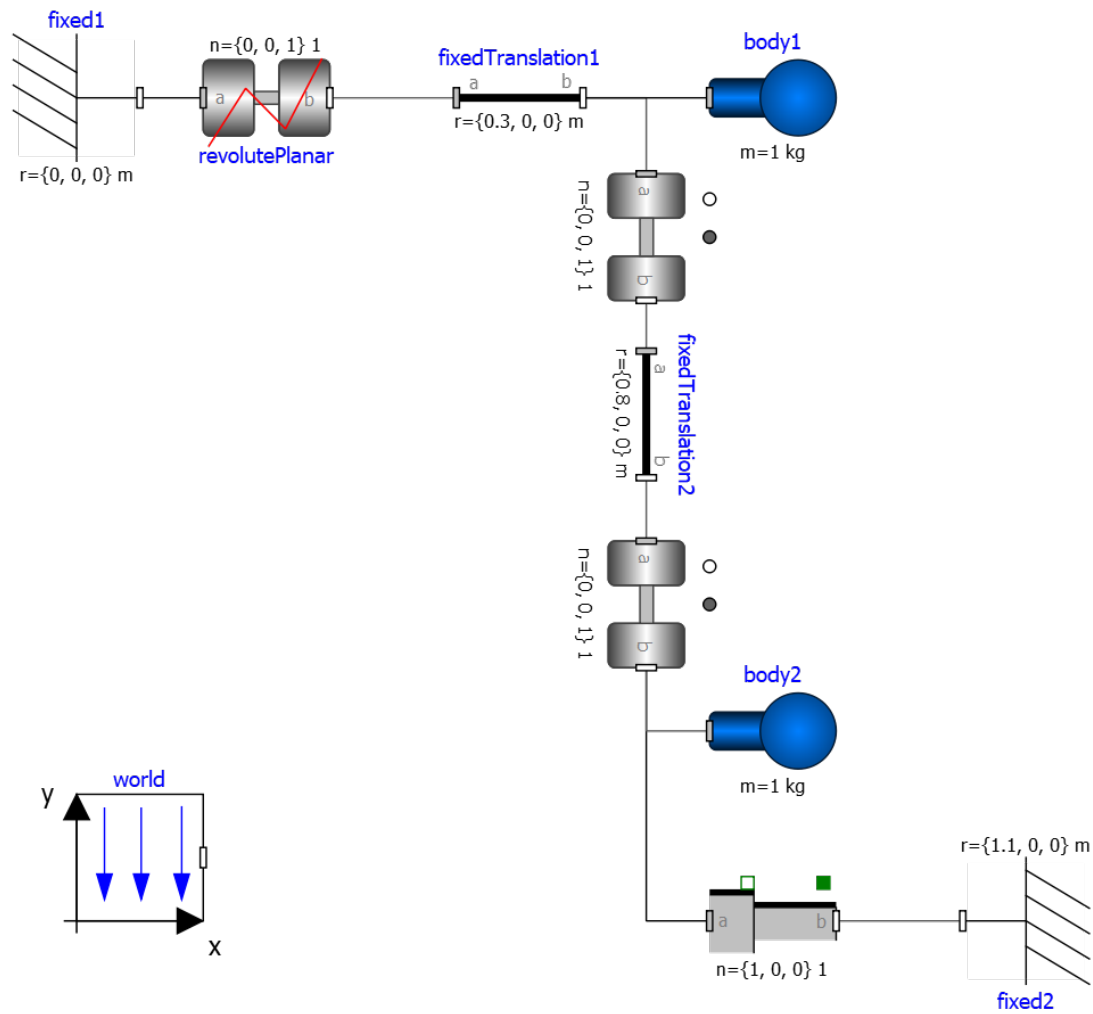 fixed1
r={0, 0, 0} m
n={0, 0, 1} 1
a
b
revolutePlanar
fixedTranslation1
a
b
r={0.3, 0, 0} m
body1
m=1 kg
n={0, 0, 1} 1
a
b
fixedTranslation2
a
b
r={0.8, 0, 0} m
n={0, 0, 1} 1
a
b
body2
m=1 kg
world
y
x
a
b
n={1, 0, 0} 1
r={1.1, 0, 0} m
fixed2